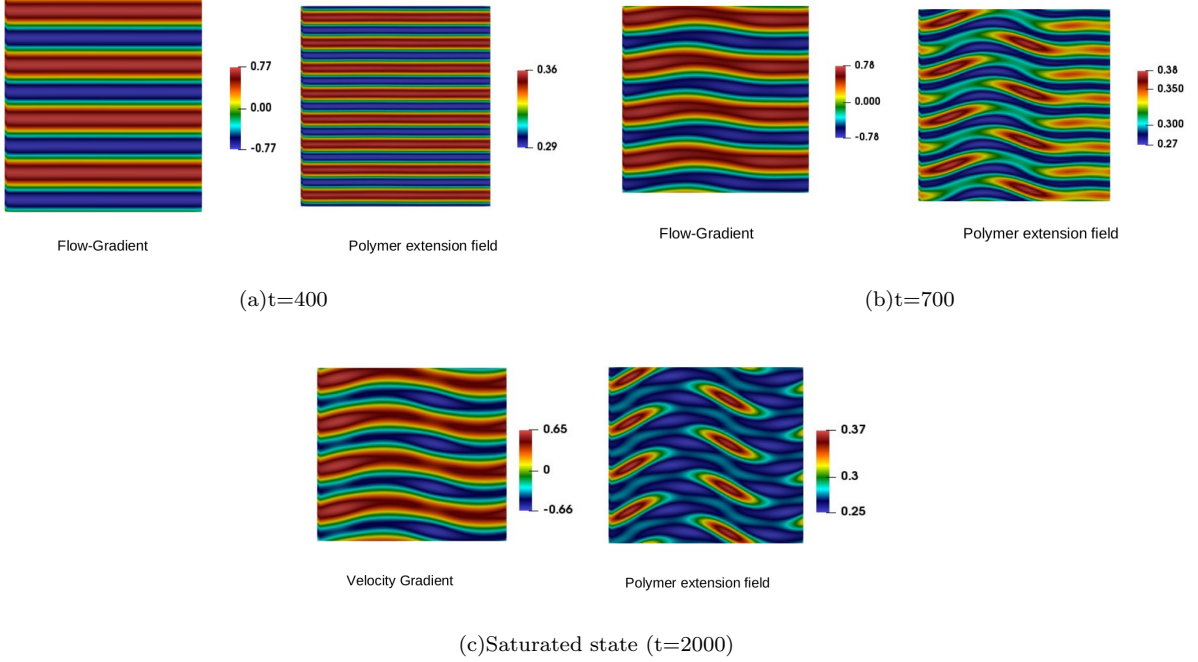 0.77
0.00
-0.77
Flow-Gradient
0.36
0.29
Polymer extension field
(a)t=400
0.78
0.000
-0.78
Flow-Gradient
0.38
0.350
0.300
0.27
Polymer extension field
(b)t=700
0.65
0
-0.66
Velocity Gradient
0.37
0.3
0.25
Polymer extension field
(c)Saturated state (t=2000)